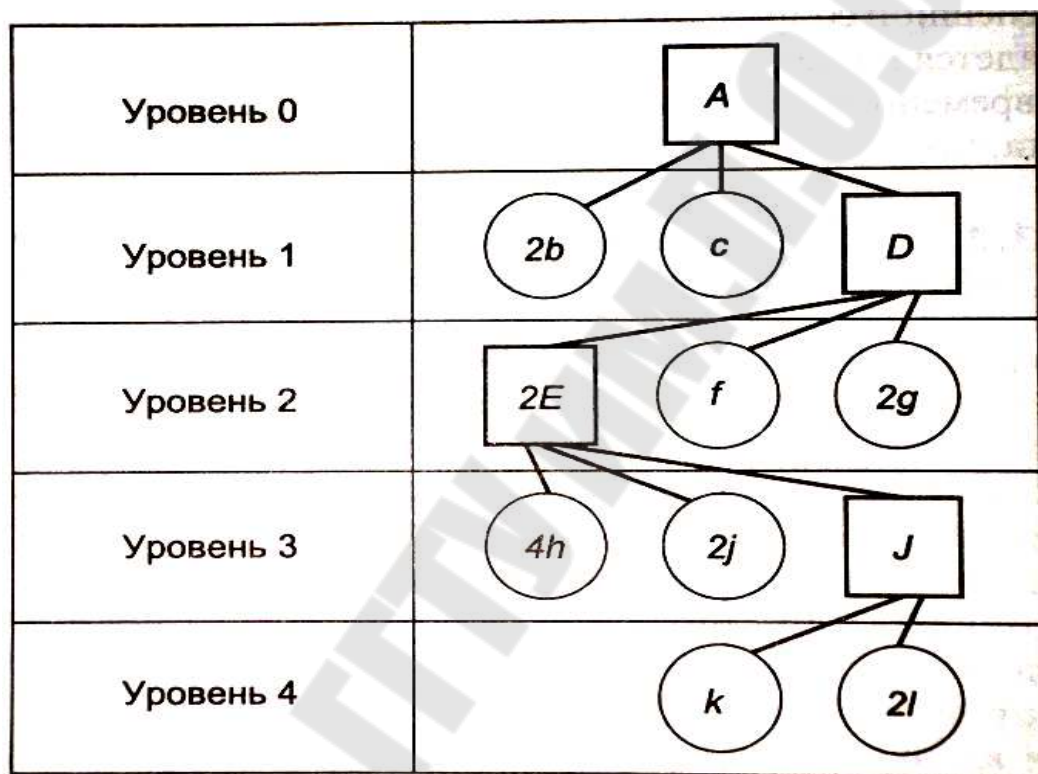 Уровень 0
A
Уровень 1
2b
c
D
Уровень 2
2E
f
2g
Уровень 3
4h
2j
J
Уровень 4
k
2l